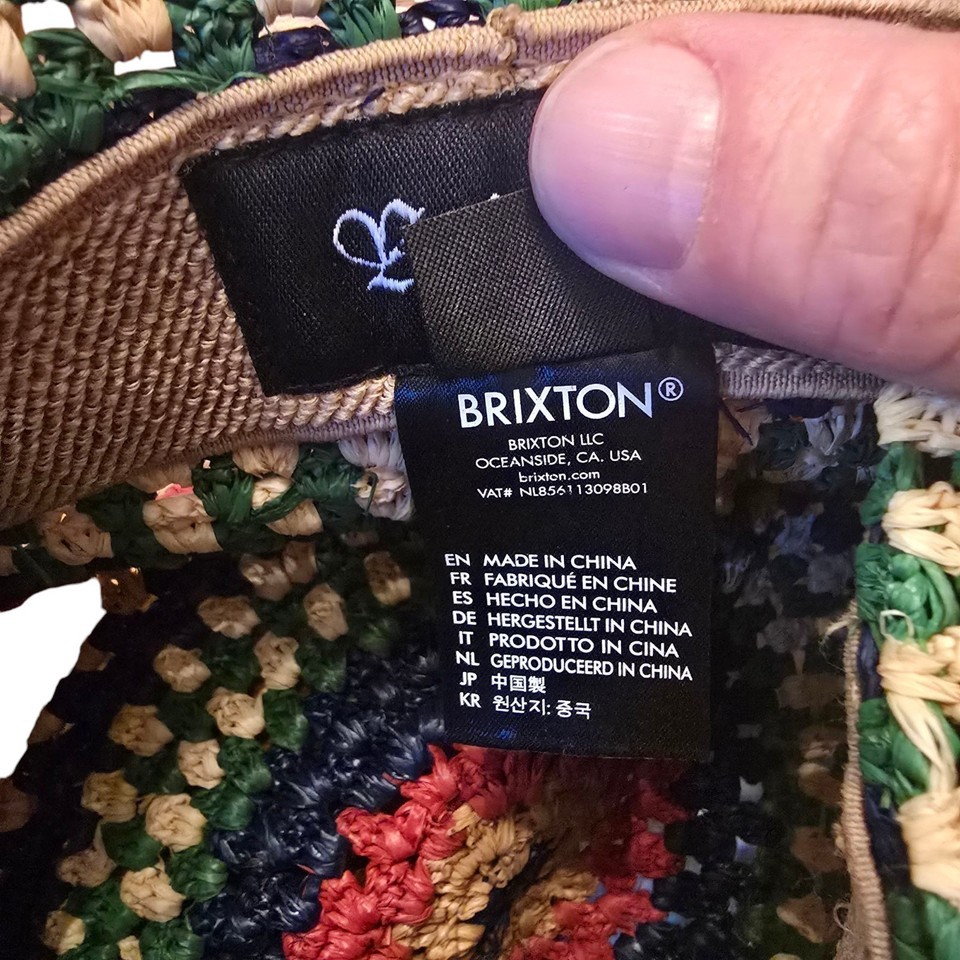 BRIXTON®
BRIXTON LLC
OCEANSIDE, CA. USA
brixton.com
VAT# NL856113098B01
EN MADE IN CHINA
FR FABRIQUÉ EN CHINE
ES HECHO EN CHINA
DE HERGESTELLT IN CHINA
IT PRODOTTO IN CINA
NL GEPRODUCEERD IN CHINA
JP 中国製
KR 원산지: 중국